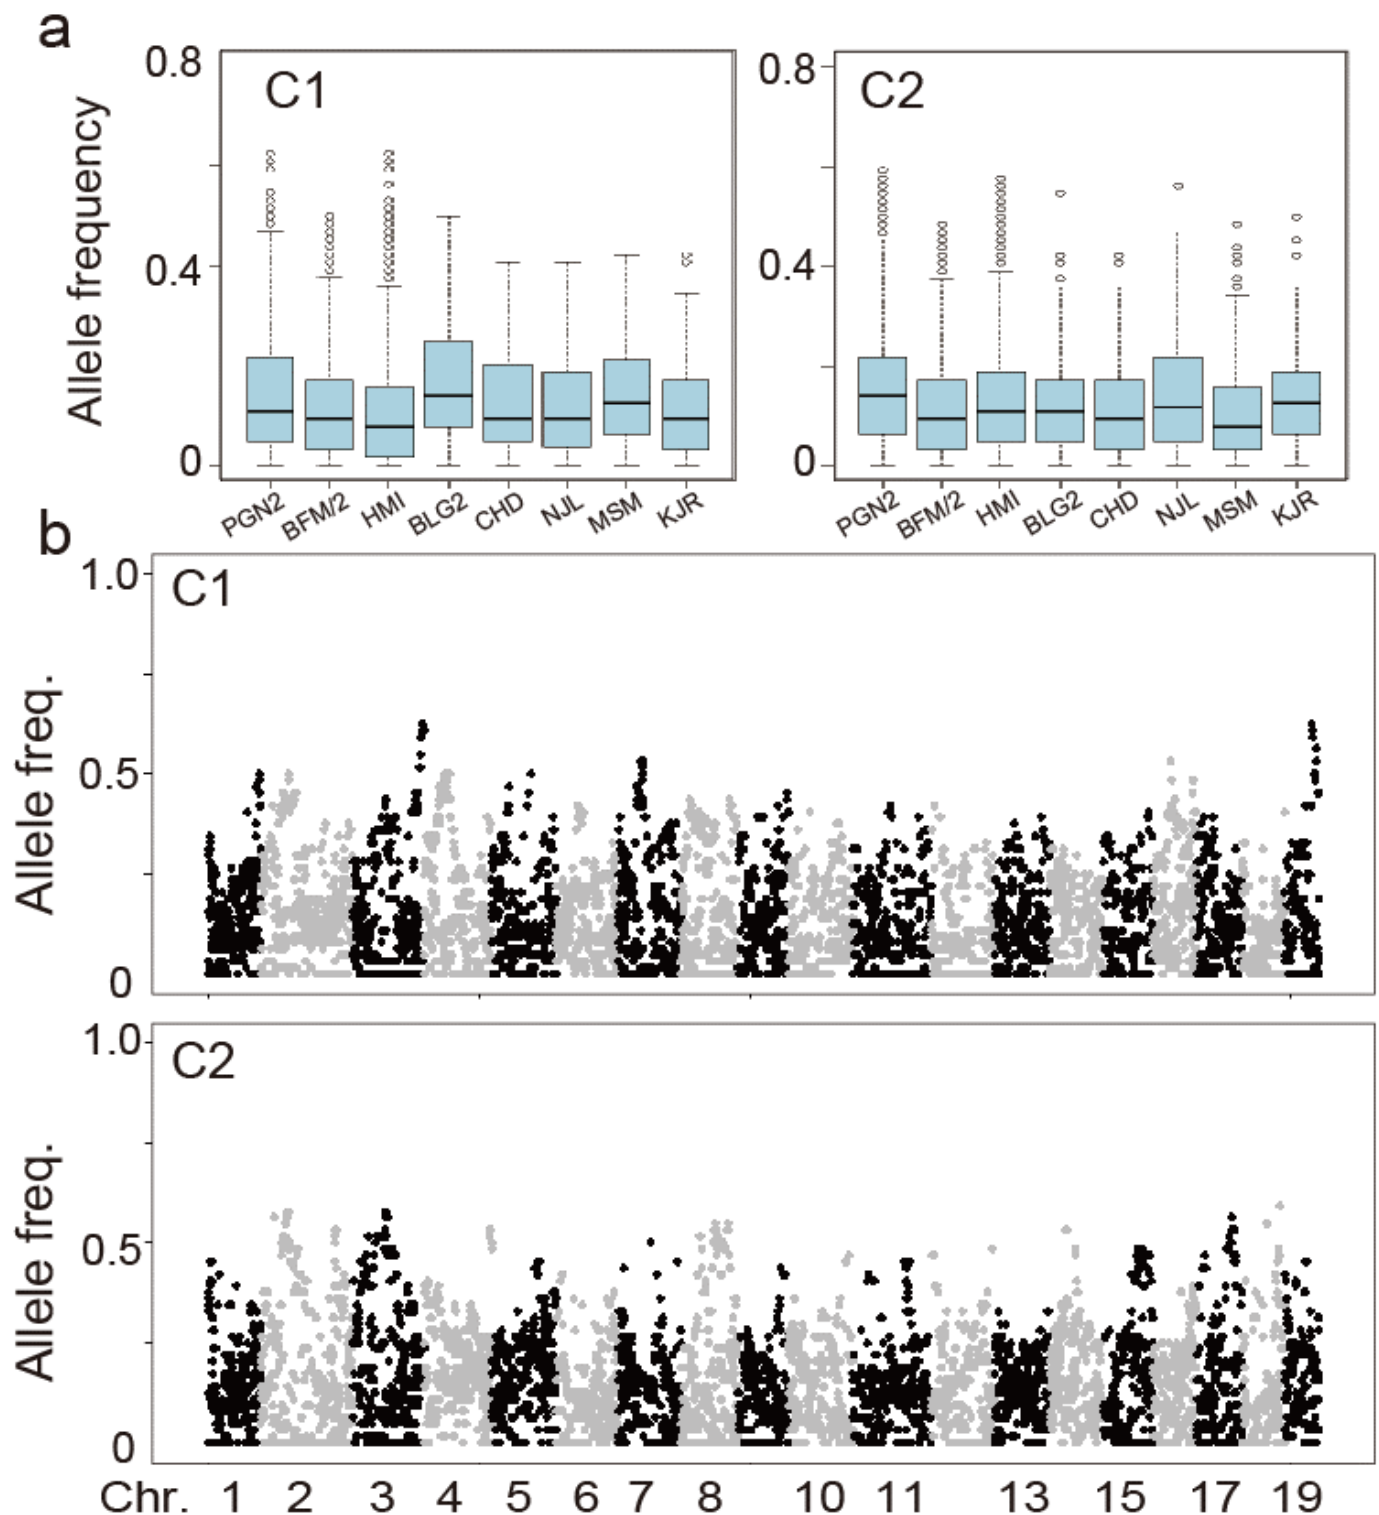 a
C1
Allele frequency
0.8
0.4
0
PGN2 BFM/2 HMI BLG2 CHD NJL MSM KJR
C2
0.8
0.4
0
PGN2 BFM/2 HMI BLG2 CHD NJL MSM KJR
b
C1
Allele freq.
1.0
0.5
0
C2
Allele freq.
1.0
0.5
0
Chr. 1 2 3 4 5 6 7 8 10 11 13 15 17 19